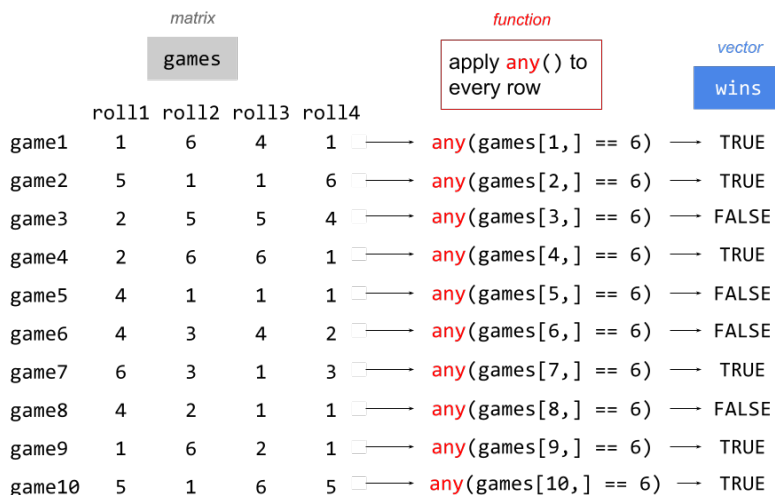 matrix
function
games
apply any() to
every row
vector
wins
roll1 roll2 roll3 roll4
game1 1 6 4 1 any(games[1,] == 6) TRUE
game2 5 1 1 6 any(games[2,] == 6) TRUE
game3 2 5 5 4 any(games[3,] == 6) FALSE
game4 2 6 6 1 any(games[4,] == 6) TRUE
game5 4 1 1 1 any(games[5,] == 6) FALSE
game6 4 3 4 2 any(games[6,] == 6) FALSE
game7 6 3 1 3 any(games[7,] == 6) TRUE
game8 4 2 1 1 any(games[8,] == 6) FALSE
game9 1 6 2 1 any(games[9,] == 6) TRUE
game10 5 1 6 5 any(games[10,] == 6) TRUE